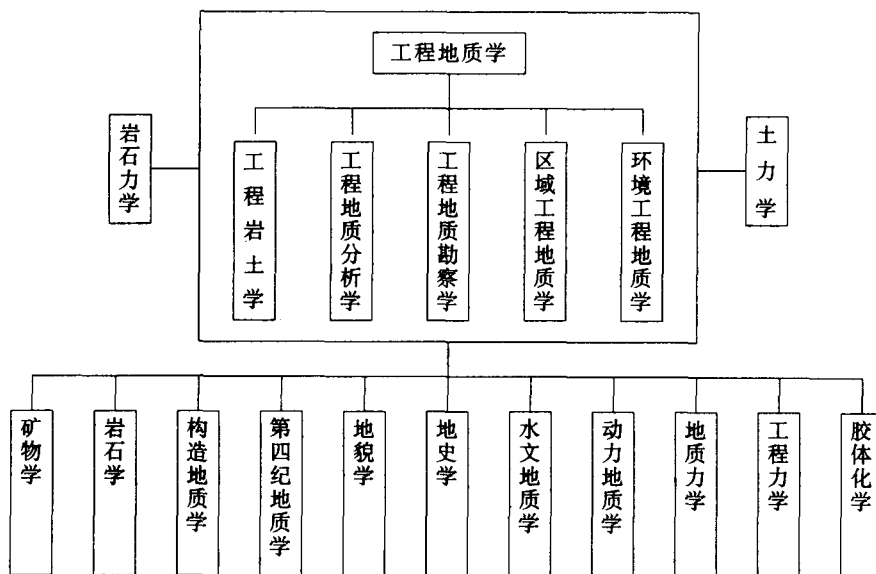 工程地质学
岩石力学
工程岩土学
工程地质分析学
工程地质勘察学
区域工程地质学
环境工程地质学
土力学
矿物学
岩石学
构造地质学
第四纪地质学
地貌学
地史学
水文地质学
动力地质学
地质力学
工程力学
胶体化学